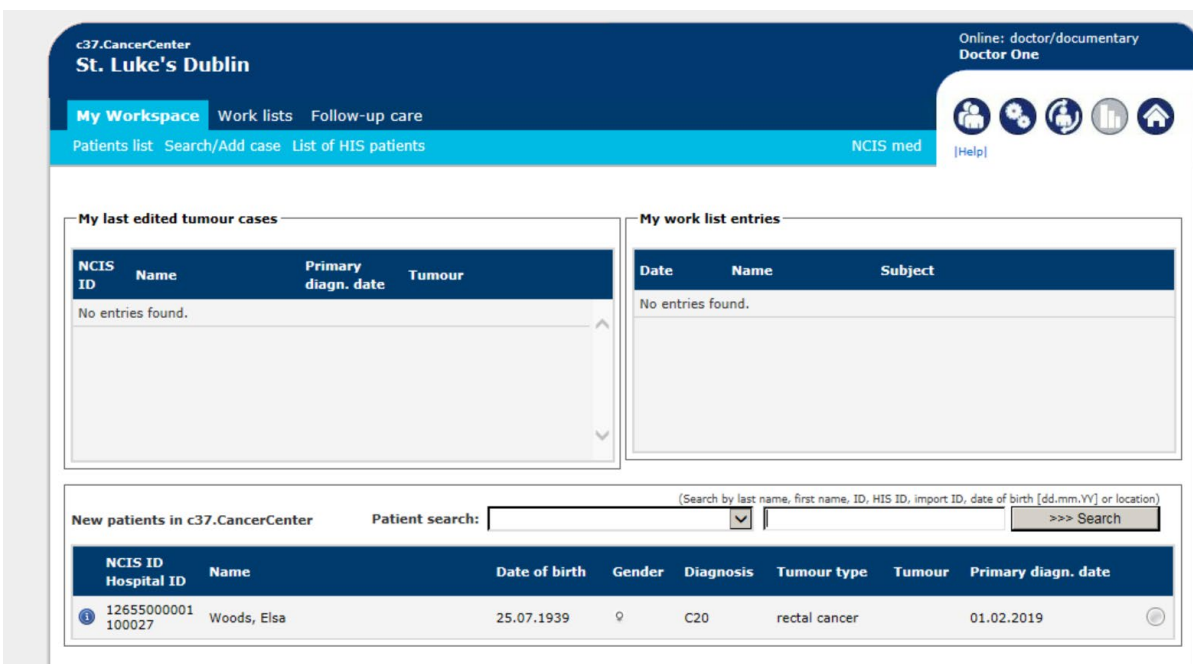 c37.CancerCenter
St. Luke's Dublin
Online: doctor/documentary
Doctor One
My Workspace Work lists Follow-up care
Patients list Search/Add case List of HIS patients NCIS med
|Help|
My last edited tumour cases
NCIS ID Name Primary diagn. date Tumour
No entries found.
My work list entries
Date Name Subject
No entries found.
(Search by last name, first name, ID, HIS ID, import ID, date of birth [dd.mm.YY] or location)
New patients in c37.CancerCenter Patient search: >>> Search
NCIS ID
Hospital ID Name Date of birth Gender Diagnosis Tumour type Tumour Primary diagn. date
12655000001
100027 Woods, Elsa 25.07.1939 ♀ C20 rectal cancer 01.02.2019